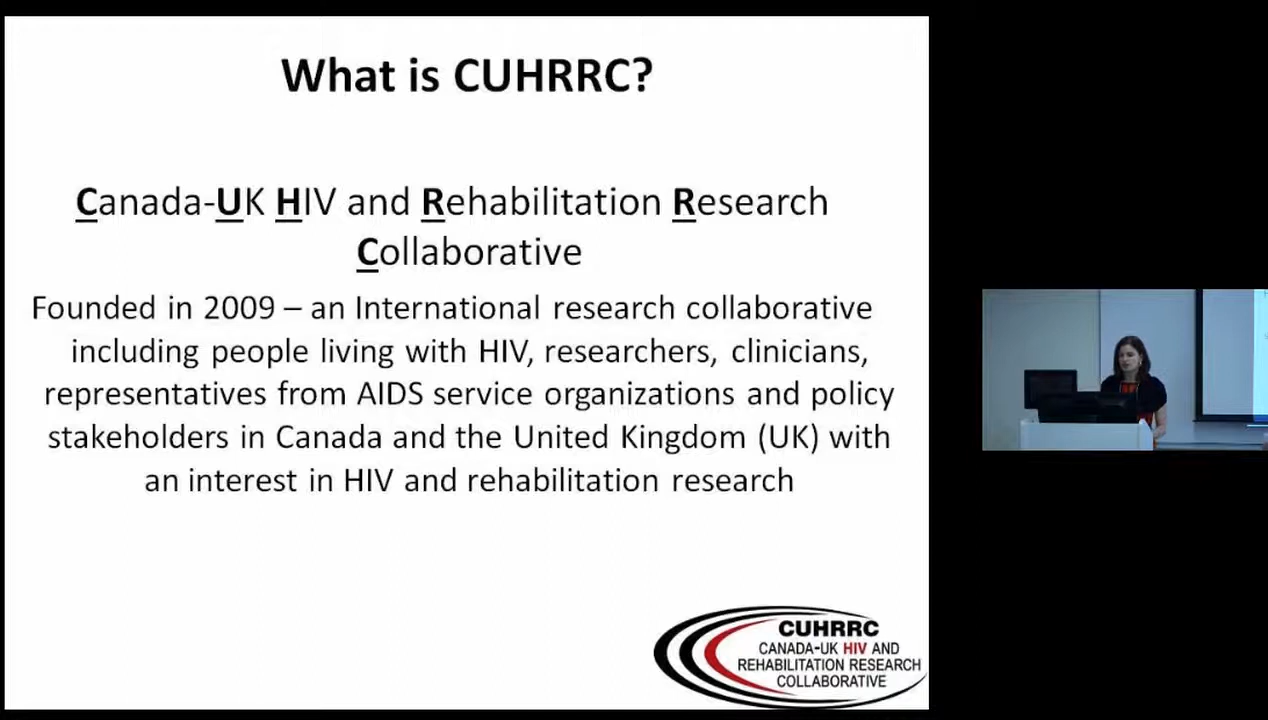 What is CUHRRC?
Canada-UK HIV and Rehabilitation Research
Collaborative
Founded in 2009 – an International research collaborative
including people living with HIV, researchers, clinicians,
representatives from AIDS service organizations and policy
stakeholders in Canada and the United Kingdom (UK) with
an interest in HIV and rehabilitation research
CUHRRC
CANADA-UK HIV AND
REHABILITATION RESEARCH
COLLABORATIVE